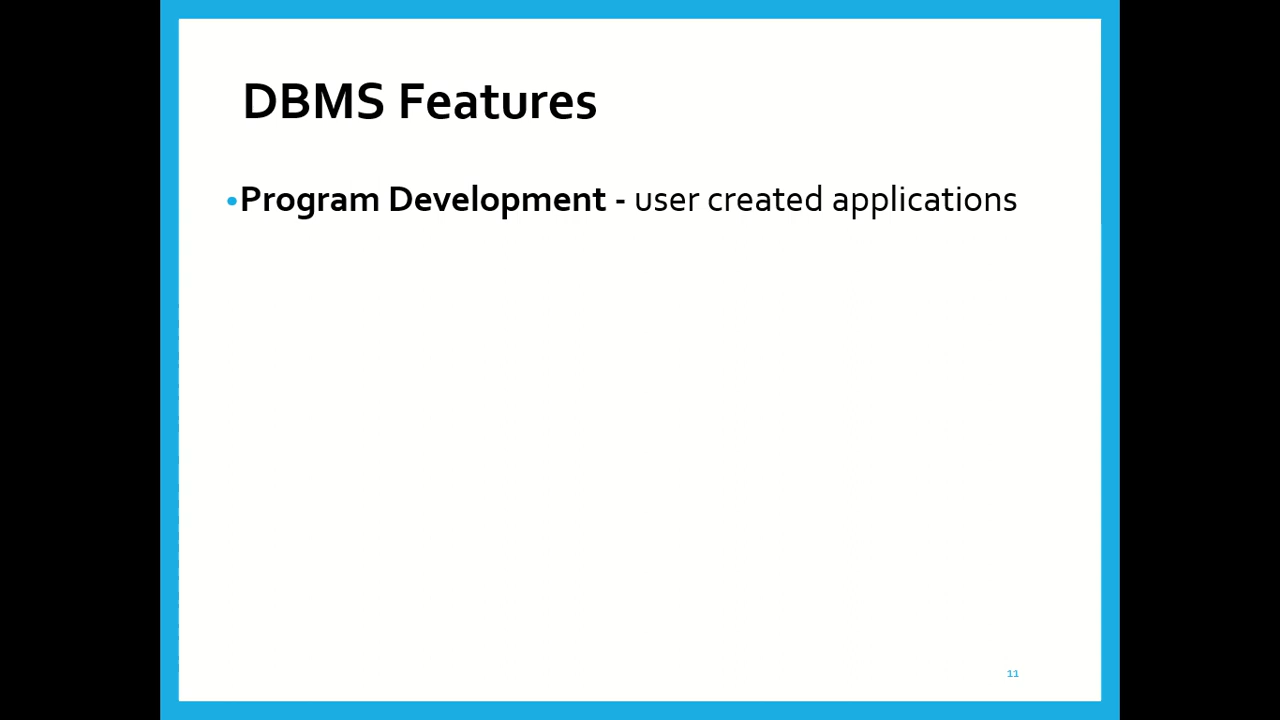 DBMS Features
•Program Development - user created applications
11